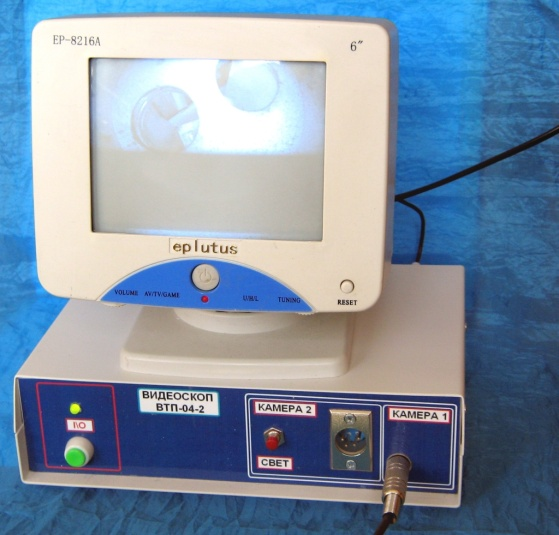 EP-8216A
6"
eplutus
VOLUME AV/TV/GAME U/H/L TUNING
RESET
ВИДЕОСКОП
ВТП-04-2
I\O
КАМЕРА 2
СВЕТ
КАМЕРА 1